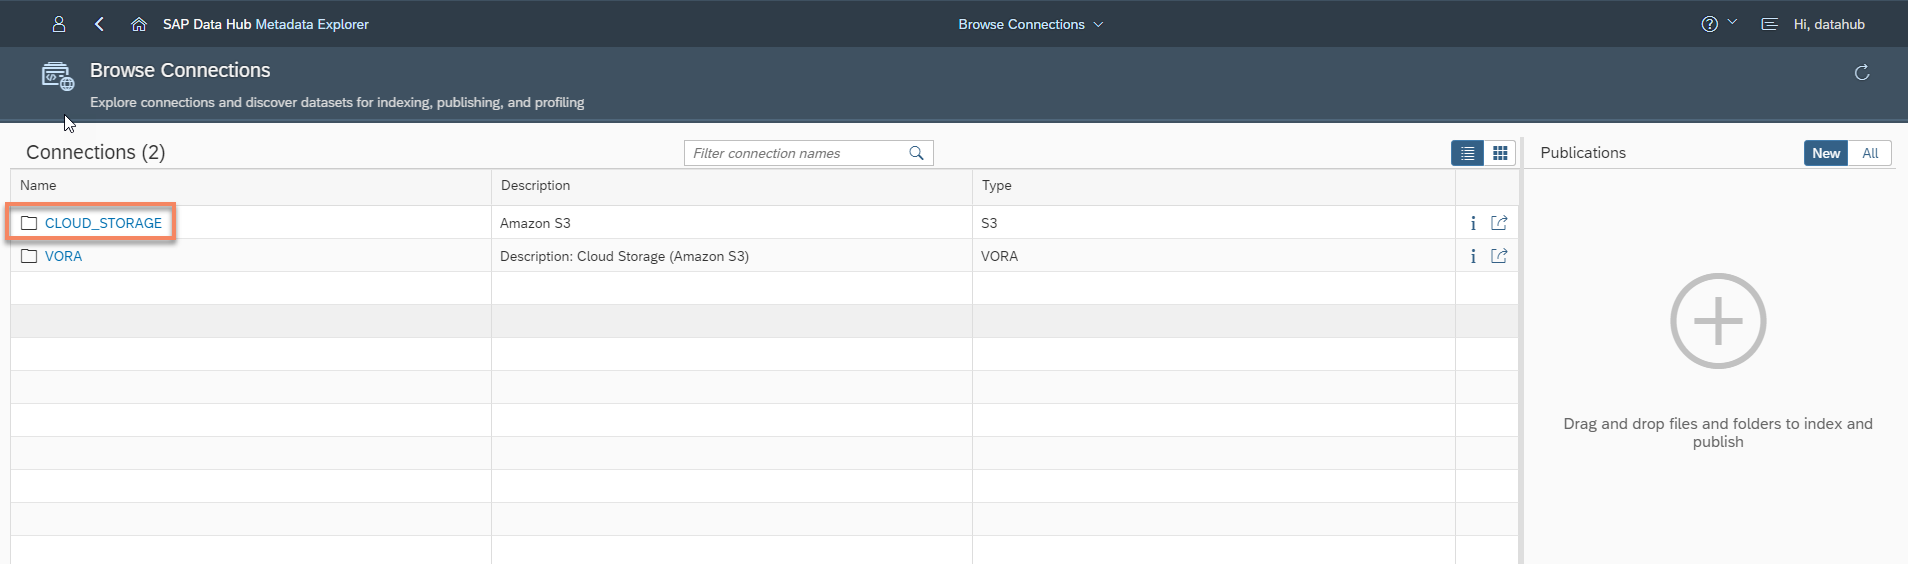 SAP Data Hub Metadata Explorer
Browse Connections
Hi, datahub
Browse Connections
Explore connections and discover datasets for indexing, publishing, and profiling
Connections (2)
Filter connection names
Publications
New
All
Name
Description
Type
CLOUD_STORAGE
Amazon S3
S3
VORA
Description: Cloud Storage (Amazon S3)
VORA
Drag and drop files and folders to index and
publish